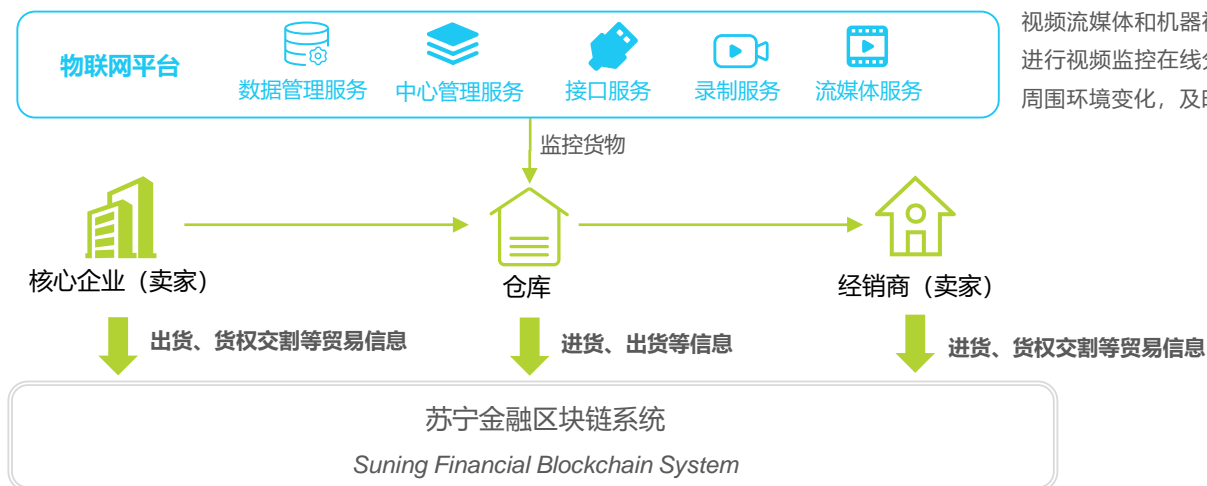 视频流媒体和机器
物联网平台
进行视频监控在线
数据管理服务 中心管理服务 接口服务 录制服务 流媒体服务
周围环境变化，及
监控货物
核心企业（卖家） 仓库 经销商（卖家）
出货、货权交割等贸易信息 进货、出货等信息 进货、货权交割等贸易信息
苏宁金融区块链系统
Suning Financial Blockchain System